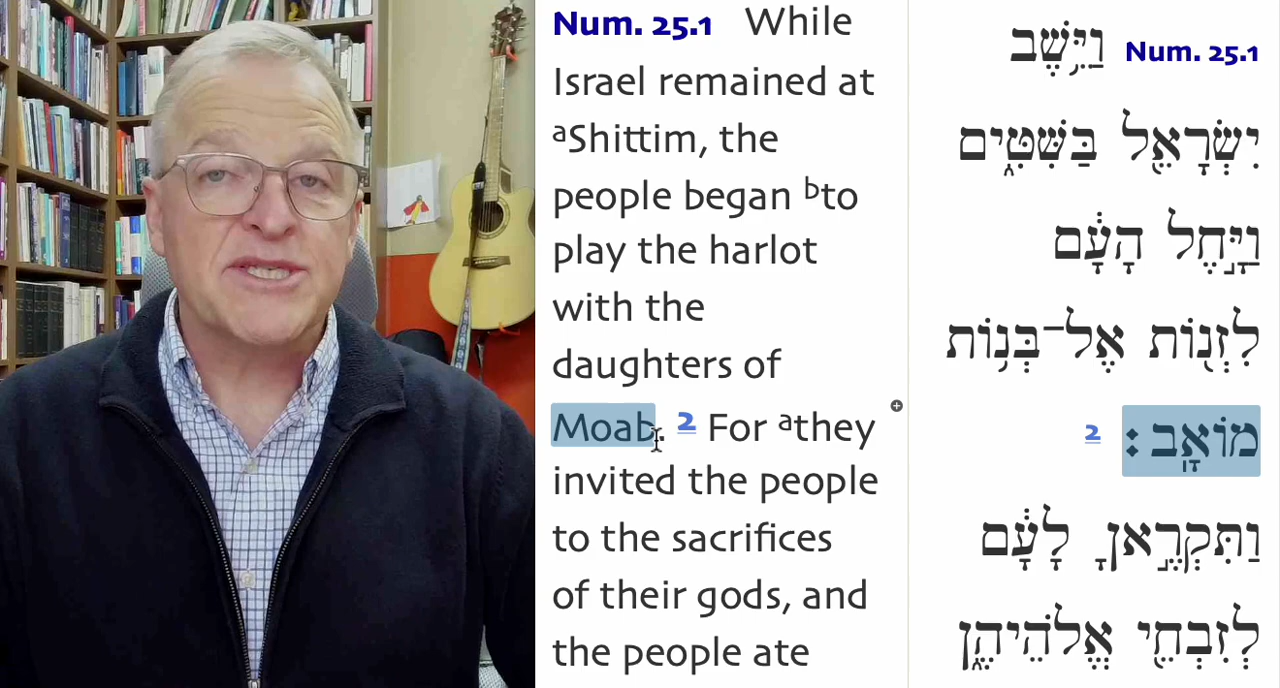 Num. 25.1 While
Israel remained at
ᵃShittim, the
people began ᵇto
play the harlot
with the
daughters of
Moab. 2 For ᵃthey
invited the people
to the sacrifices
of their gods, and
the people ate
Num. 25.1 וַיֵּ֥שֶׁב
יִשְׂרָאֵ֖ל בַּשִּׁטִּ֑ים
וַיָּ֣חֶל הָעָ֔ם
לִזְנ֖וֹת אֶל־בְּנ֥וֹת
מוֹאָֽב׃ 2
וַתִּקְרֶ֣אןָ לָעָ֔ם
לְזִבְחֵ֖י אֱלֹהֵיהֶ֑ן